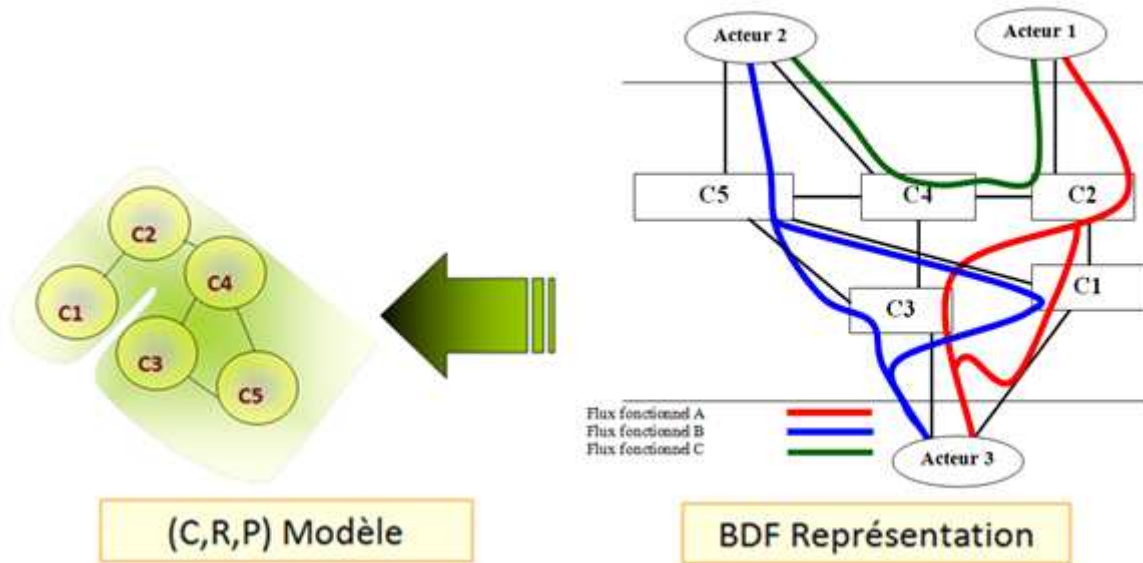 Acteur 2
Acteur 1
C5
C4
C2
C1
C3
C2
C4
C1
C3
C5
Flux fonctionnel A
Flux fonctionnel B
Flux fonctionnel C
Acteur 3
(C,R,P) Modèle
BDF Représentation